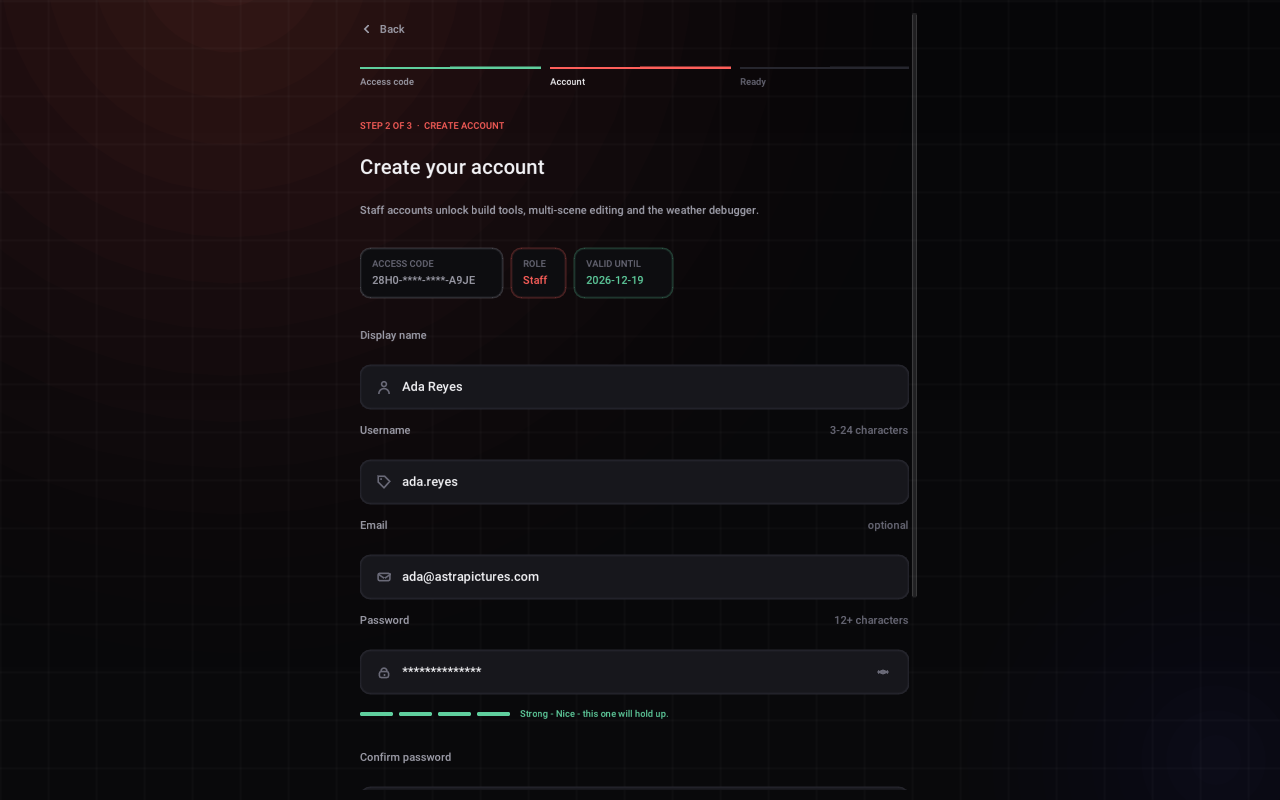 Back
Access code
Account
Ready
STEP 2 OF 3 · CREATE ACCOUNT
Create your account
Staff accounts unlock build tools, multi-scene editing and the weather debugger.
ACCESS CODE
28H0-****-****-A9JE
ROLE
Staff
VALID UNTIL
2026-12-19
Display name
Ada Reyes
Username
3-24 characters
ada.reyes
Email
optional
ada@astrapictures.com
Password
12+ characters
**************
Strong - Nice - this one will hold up.
Confirm password